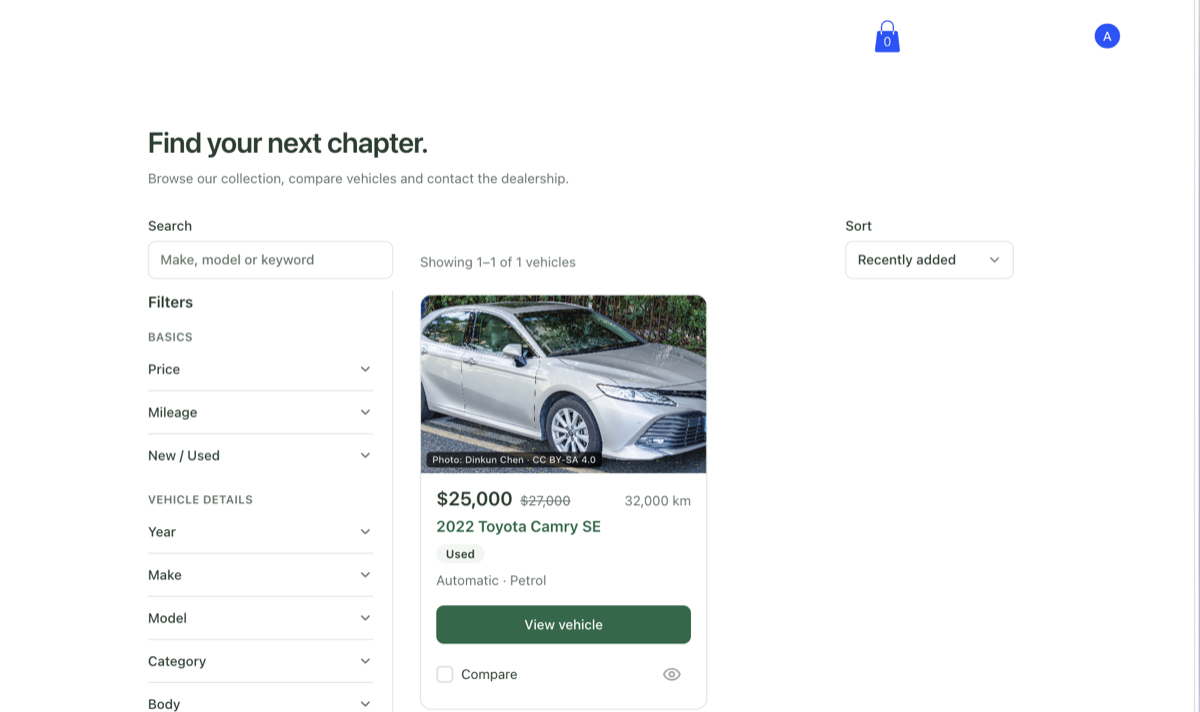 0
A
Find your next chapter.
Browse our collection, compare vehicles and contact the dealership.
Search
Make, model or keyword
Showing 1–1 of 1 vehicles
Sort
Recently added
Filters
BASICS
Price
Mileage
New / Used
VEHICLE DETAILS
Year
Make
Model
Category
Body
Photo: Dinkun Chen · CC BY-SA 4.0
$25,000 $27,000 32,000 km
2022 Toyota Camry SE
Used
Automatic · Petrol
View vehicle
Compare